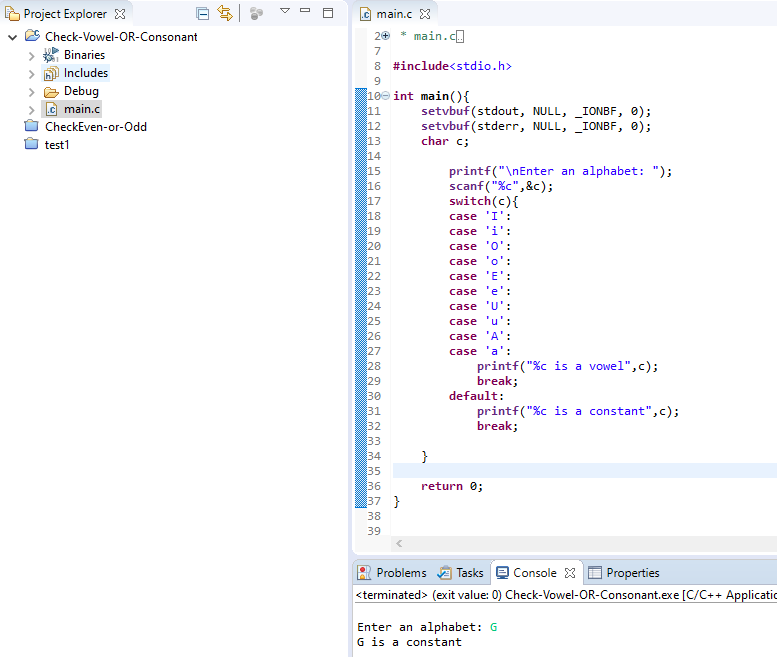 Project Explorer
Check-Vowel-OR-Consonant
Binaries
Includes
Debug
main.c
CheckEven-or-Odd
test1
main.c
2 * main.c
7
8 #include<stdio.h>
9
10 int main(){
11 setvbuf(stdout, NULL, _IONBF, 0);
12 setvbuf(stderr, NULL, _IONBF, 0);
13 char c;
14
15 printf("\nEnter an alphabet: ");
16 scanf("%c",&c);
17 switch(c){
18 case 'I':
19 case 'i':
20 case 'O':
21 case 'o':
22 case 'E':
23 case 'e':
24 case 'U':
25 case 'u':
26 case 'A':
27 case 'a':
28 printf("%c is a vowel",c);
29 break;
30 default:
31 printf("%c is a constant",c);
32 break;
33
34 }
35
36 return 0;
37 }
38
39
Problems Tasks Console Properties
<terminated> (exit value: 0) Check-Vowel-OR-Consonant.exe [C/C++ Applicatio
Enter an alphabet: G
G is a constant